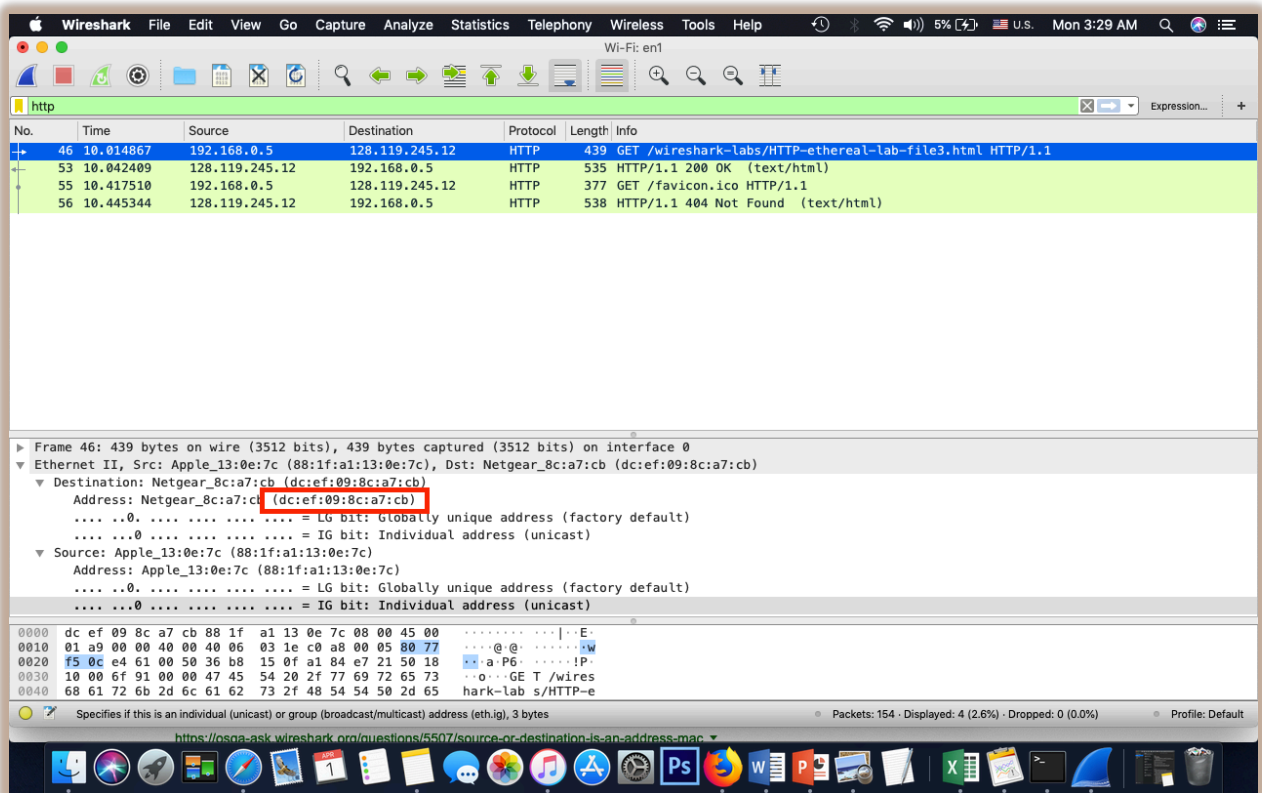 Wireshark File Edit View Go Capture Analyze Statistics Telephony Wireless Tools Help 5% U.S. Mon 3:29 AM
Wi-Fi: en1
http Expression... +
No. Time Source Destination Protocol Length Info
46 10.014867 192.168.0.5 128.119.245.12 HTTP 439 GET /wireshark-labs/HTTP-ethereal-lab-file3.html HTTP/1.1
53 10.042409 128.119.245.12 192.168.0.5 HTTP 535 HTTP/1.1 200 OK (text/html)
55 10.417510 192.168.0.5 128.119.245.12 HTTP 377 GET /favicon.ico HTTP/1.1
56 10.445344 128.119.245.12 192.168.0.5 HTTP 538 HTTP/1.1 404 Not Found (text/html)
Frame 46: 439 bytes on wire (3512 bits), 439 bytes captured (3512 bits) on interface 0
Ethernet II, Src: Apple_13:0e:7c (88:1f:a1:13:0e:7c), Dst: Netgear_8c:a7:cb (dc:ef:09:8c:a7:cb)
Destination: Netgear_8c:a7:cb (dc:ef:09:8c:a7:cb)
Address: Netgear_8c:a7:cb (dc:ef:09:8c:a7:cb)
.... ..0. .... .... .... .... = LG bit: Globally unique address (factory default)
.... ...0 .... .... .... .... = IG bit: Individual address (unicast)
Source: Apple_13:0e:7c (88:1f:a1:13:0e:7c)
Address: Apple_13:0e:7c (88:1f:a1:13:0e:7c)
.... ..0. .... .... .... .... = LG bit: Globally unique address (factory default)
.... ...0 .... .... .... .... = IG bit: Individual address (unicast)
0000 dc ef 09 8c a7 cb 88 1f a1 13 0e 7c 08 00 45 00 ········ ···|··E·
0010 01 a9 00 00 40 00 40 06 03 1e c0 a8 00 05 80 77 ····@·@· ·······w
0020 f5 0c e4 61 00 50 36 b8 15 0f a1 84 e7 21 50 18 ···a·P6· ·····!P·
0030 10 00 6f 91 00 00 47 45 54 20 2f 77 69 72 65 73 ··o···GE T /wires
0040 68 61 72 6b 2d 6c 61 62 73 2f 48 54 54 50 2d 65 hark-lab s/HTTP-e
Specifies if this is an individual (unicast) or group (broadcast/multicast) address (eth.ig), 3 bytes Packets: 154 · Displayed: 4 (2.6%) · Dropped: 0 (0.0%) Profile: Default
https://osqa-ask.wireshark.org/questions/5507/source-or-destination-is-an-address-mac
APR
1
Ps
W
P
X